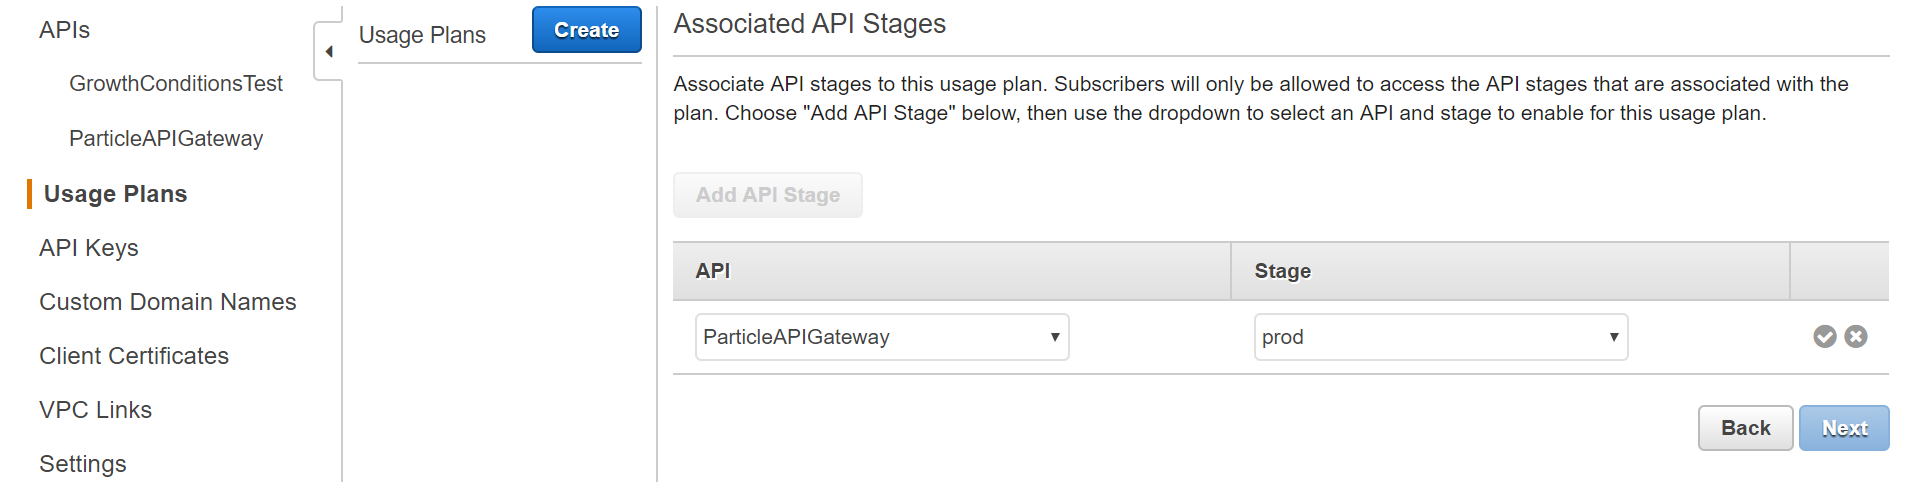 APIs
GrowthConditionsTest
ParticleAPIGateway
Usage Plans
API Keys
Custom Domain Names
Client Certificates
VPC Links
Settings
Usage Plans
Create
Associated API Stages
Associate API stages to this usage plan. Subscribers will only be allowed to access the API stages that are associated with the
plan. Choose "Add API Stage" below, then use the dropdown to select an API and stage to enable for this usage plan.
Add API Stage
API Stage
ParticleAPIGateway prod
Back Next